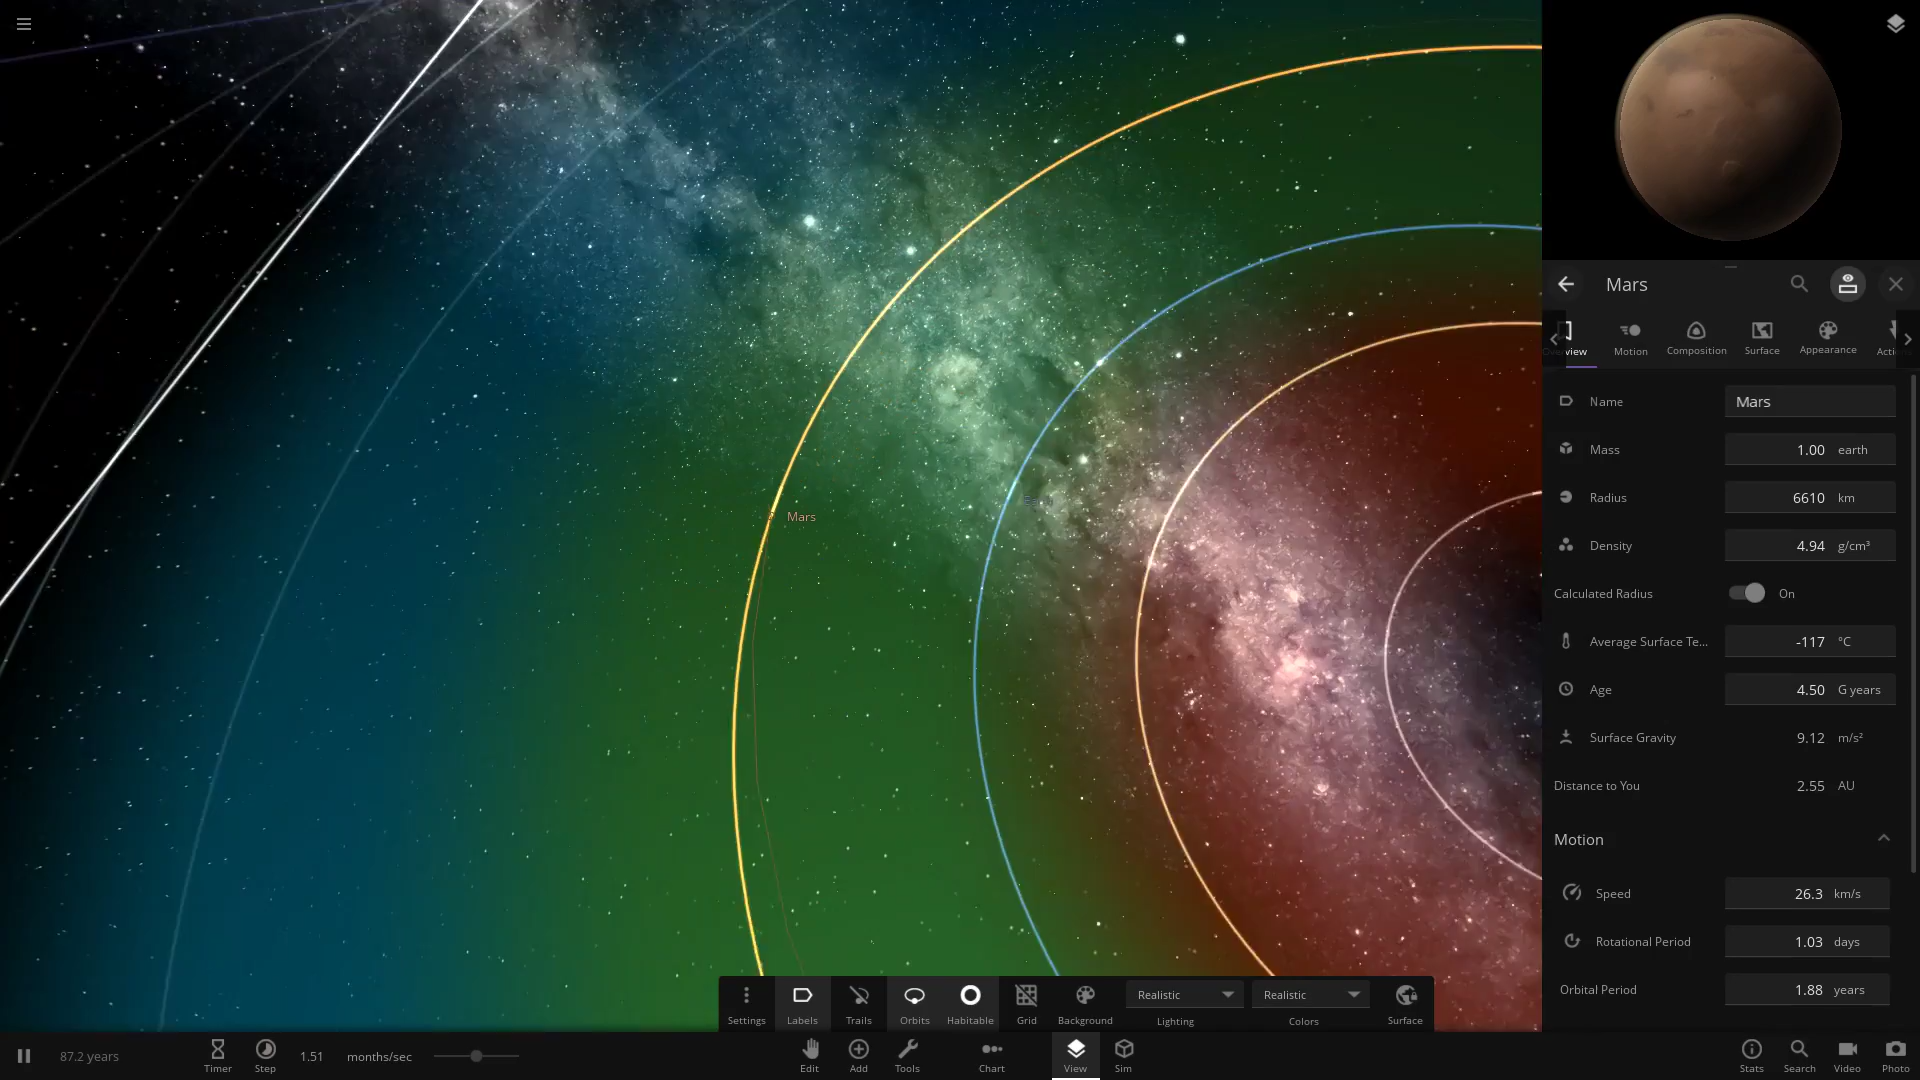 Mars
Mars
Overview
Motion
Composition
Surface
Appearance
Name
Mars
Mass
1.00 earth
Radius
6610 km
Density
4.94 g/cm³
Calculated Radius
On
Average Surface Te...
-117 °C
Age
4.50 G years
Surface Gravity
9.12 m/s²
Distance to You
2.55 AU
Motion
Speed
26.3 km/s
Rotational Period
1.03 days
Orbital Period
1.88 years
Settings
Labels
Trails
Orbits
Habitable
Grid
Background
Realistic
Lighting
Realistic
Colors
Surface
87.2 years
Timer
Step
1.51 months/sec
Edit
Add
Tools
Chart
View
Sim
Stats
Search
Video
Photo